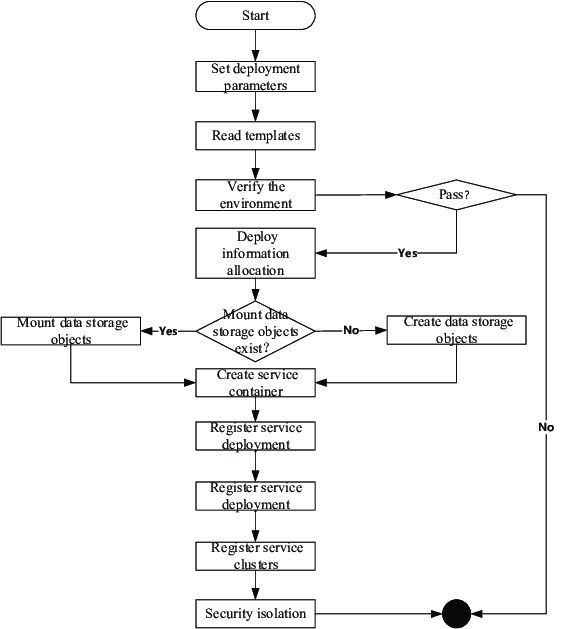 Start
Set deployment
parameters
Read templates
Verify the
environment
Pass?
Deploy
information
allocation
Yes
Mount data
storage objects
exist?
Yes
No
Mount data storage
objects
Create data storage
objects
Create service
container
Register service
deployment
No
Register service
deployment
Register service
clusters
Security isolation